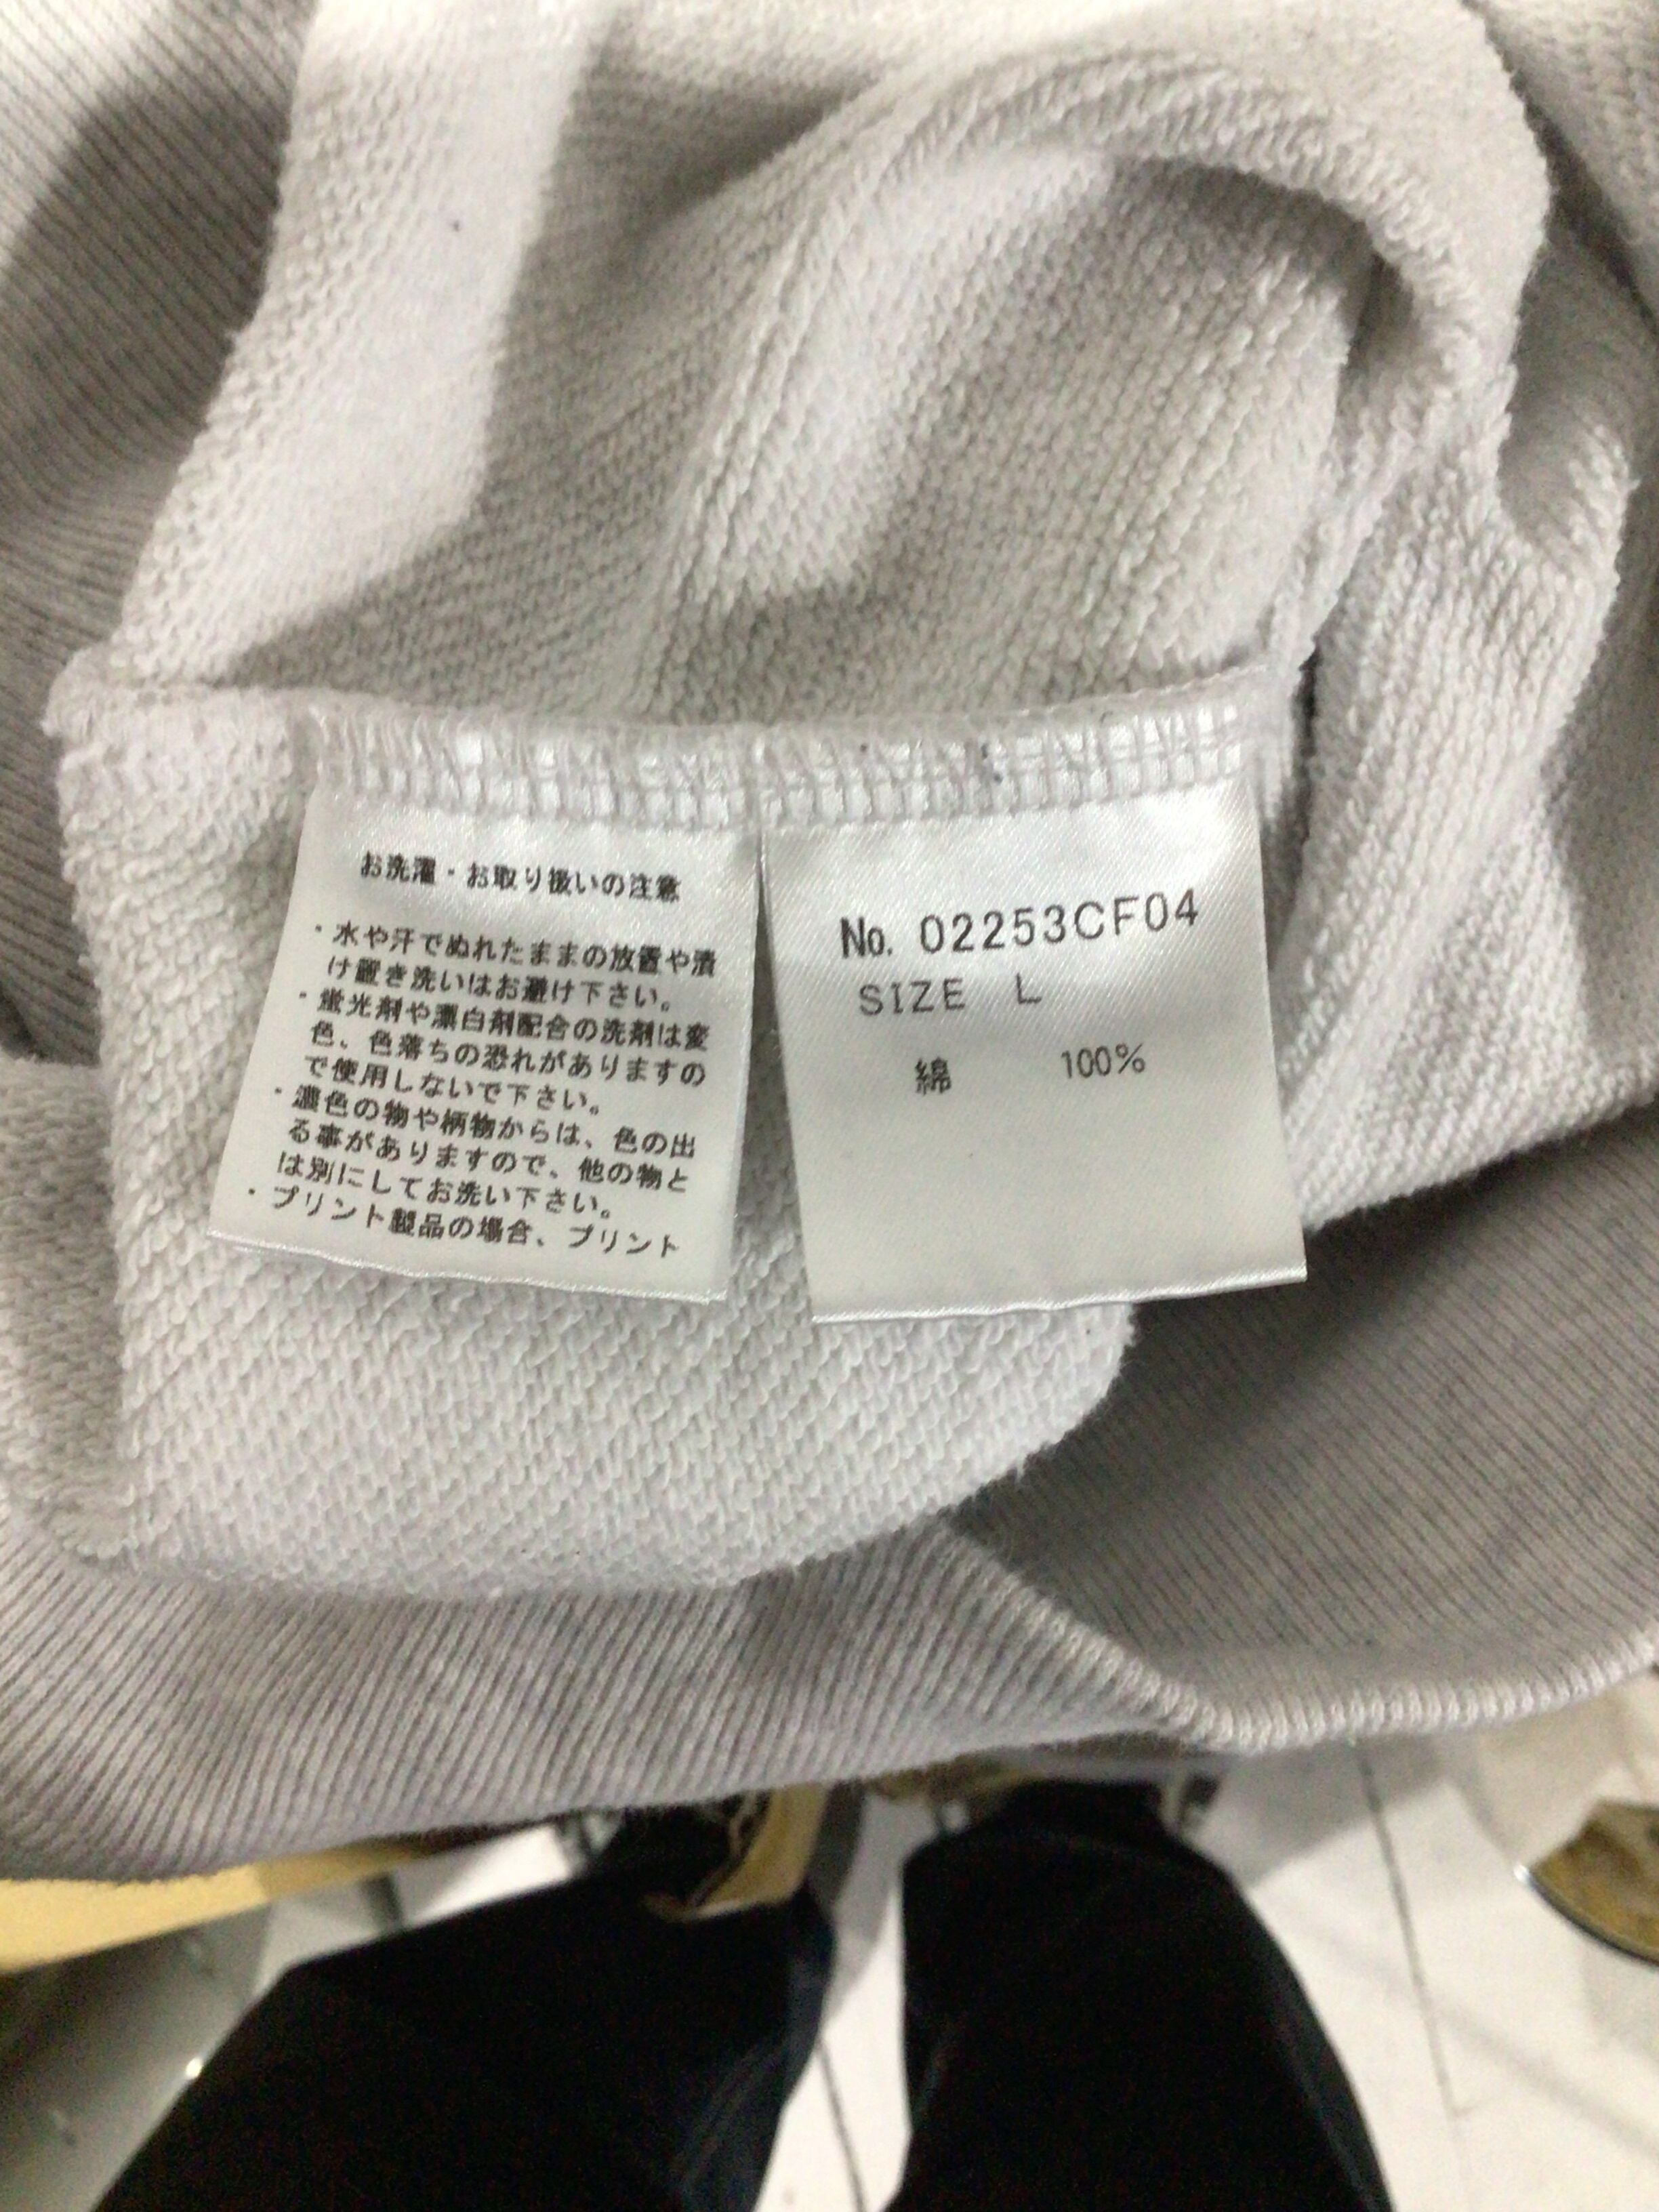 お洗濯・お取り扱いの注意
・水や汗でぬれたままの放置や漬
け置き洗いはお避け下さい。
・蛍光剤や漂白剤配合の洗剤は変
色、色落ちの恐れがありますの
で使用しないで下さい。
・濃色の物や柄物からは、色の出
る事がありますので、他の物と
は別にしてお洗い下さい。
・プリント製品の場合、プリント
No. 02253CF04
SIZE L
綿 100%